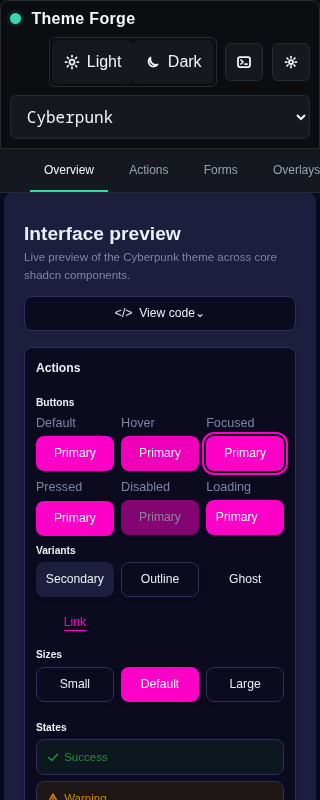 Theme Forge
Light Dark
Cyberpunk
Overview Actions Forms Overlays
Interface preview
Live preview of the Cyberpunk theme across core
shadcn components.
</> View code
Actions
Buttons
Default Hover Focused
Primary Primary Primary
Pressed Disabled Loading
Primary Primary Primary
Variants
Secondary Outline Ghost
Link
Sizes
Small Default Large
States
Success
Warning